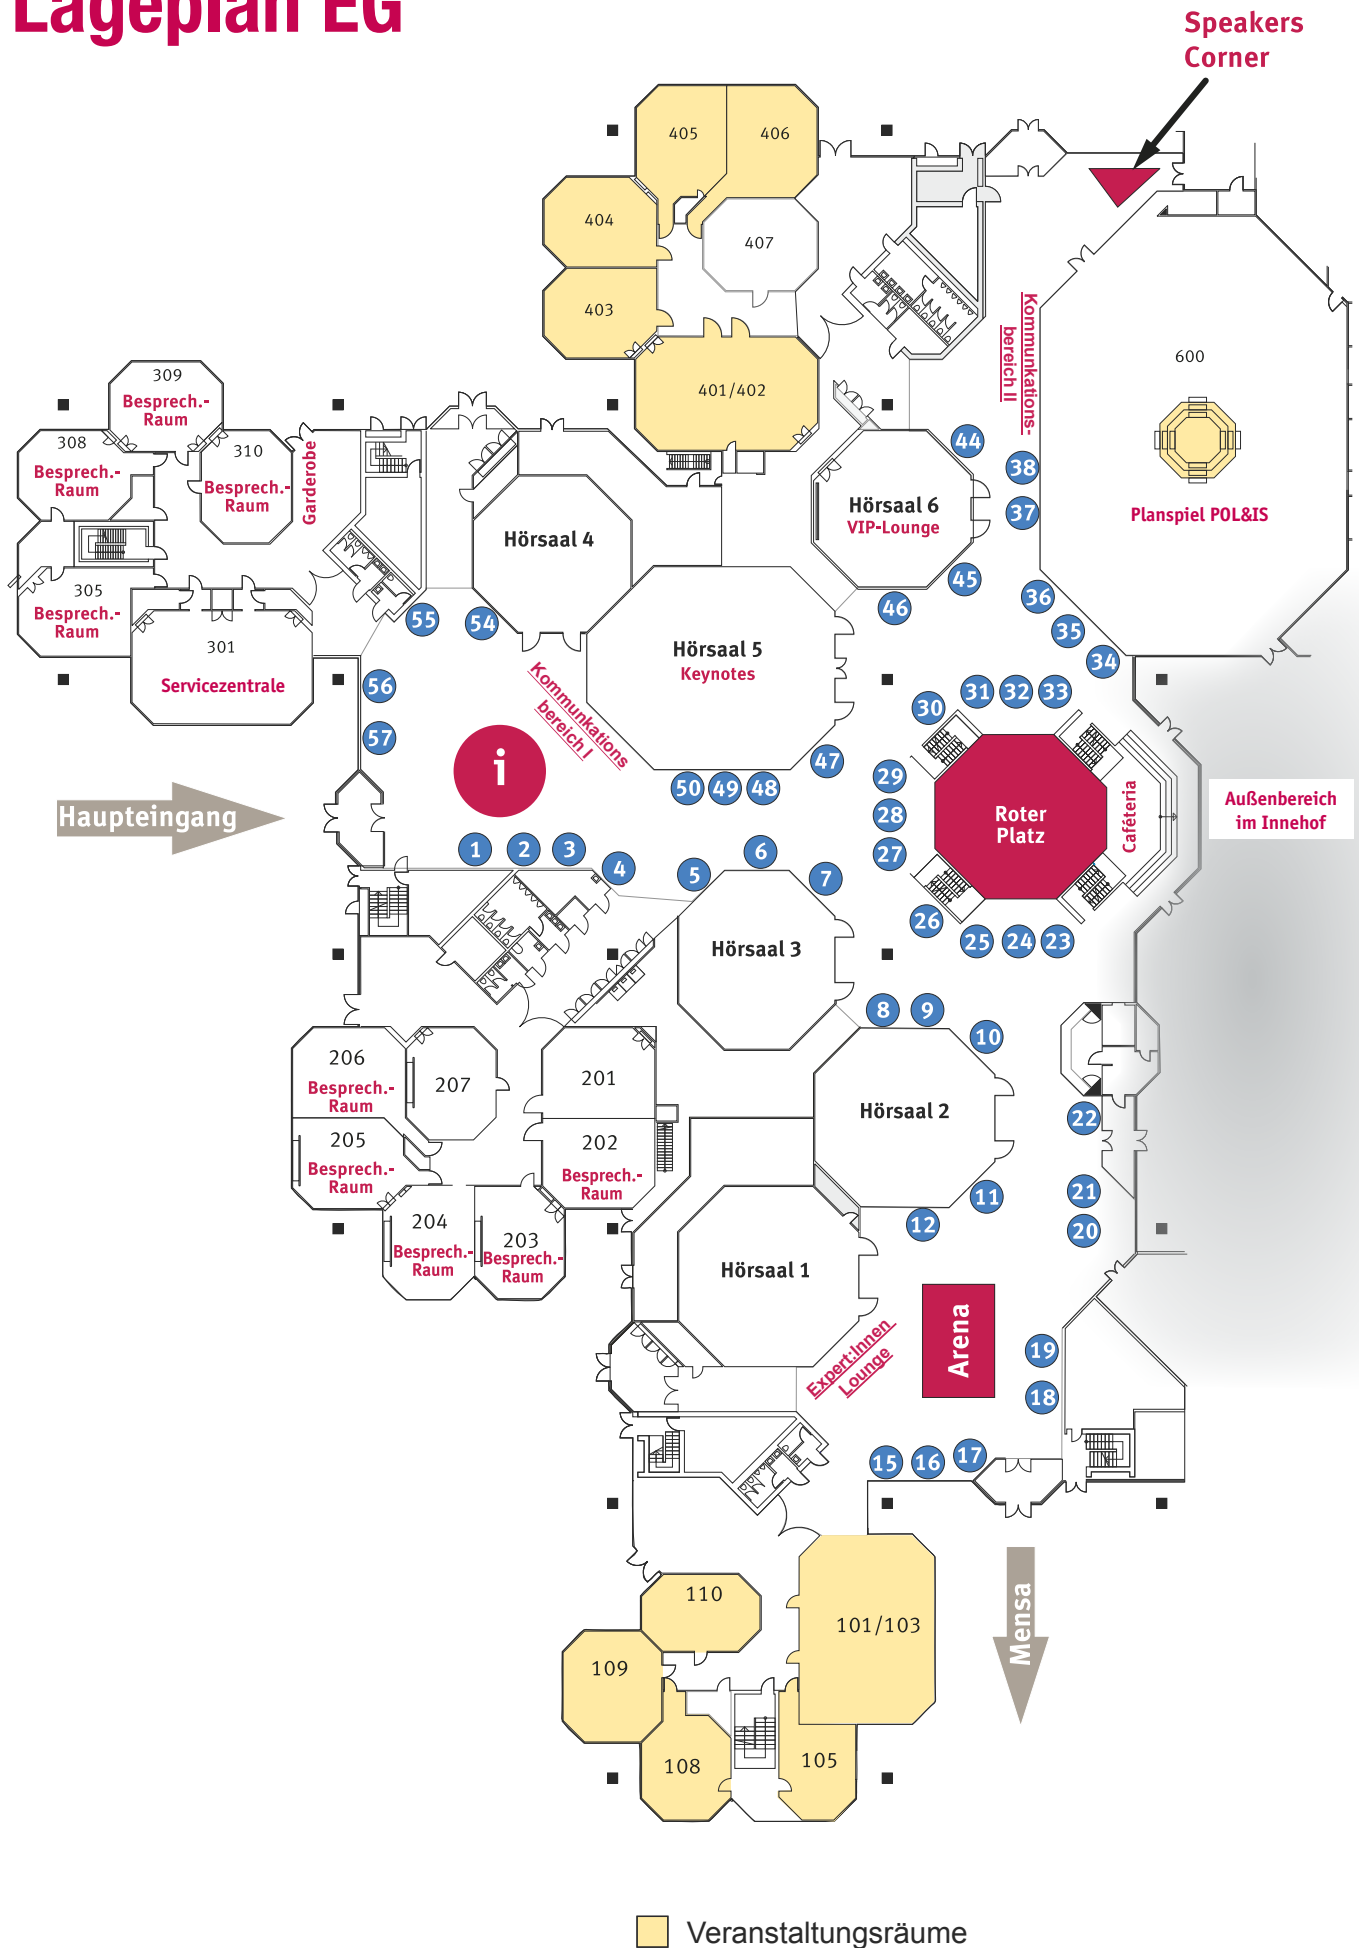 Lageplan EG
Speakers
Corner
405
406
404
407
403
401/402
Kommunkations-
bereich II
600
Planspiel POL&IS
309
Besprech.-
Raum
308
Besprech.-
Raum
310
Besprech.-
Raum
Garderobe
305
Besprech.-
Raum
301
Servicezentrale
Hörsaal 4
Hörsaal 6
VIP-Lounge
44
38
37
45
46
36
35
34
55
54
56
57
Hörsaal 5
Keynotes
Kommunkations
bereich I
i
Haupteingang
50
49
48
47
30
31
32
33
29
28
27
26
25
24
23
Roter
Platz
Caféteria
Außenbereich
im Innehof
1
2
3
4
5
6
7
Hörsaal 3
8
9
10
Hörsaal 2
11
12
22
21
20
206
Besprech.-
Raum
207
201
205
Besprech.-
Raum
202
Besprech.-
Raum
204
Besprech.-
Raum
203
Besprech.-
Raum
Hörsaal 1
Expert:Innen
Lounge
Arena
19
18
15
16
17
Mensa
110
101/103
109
108
105
Veranstaltungsräume